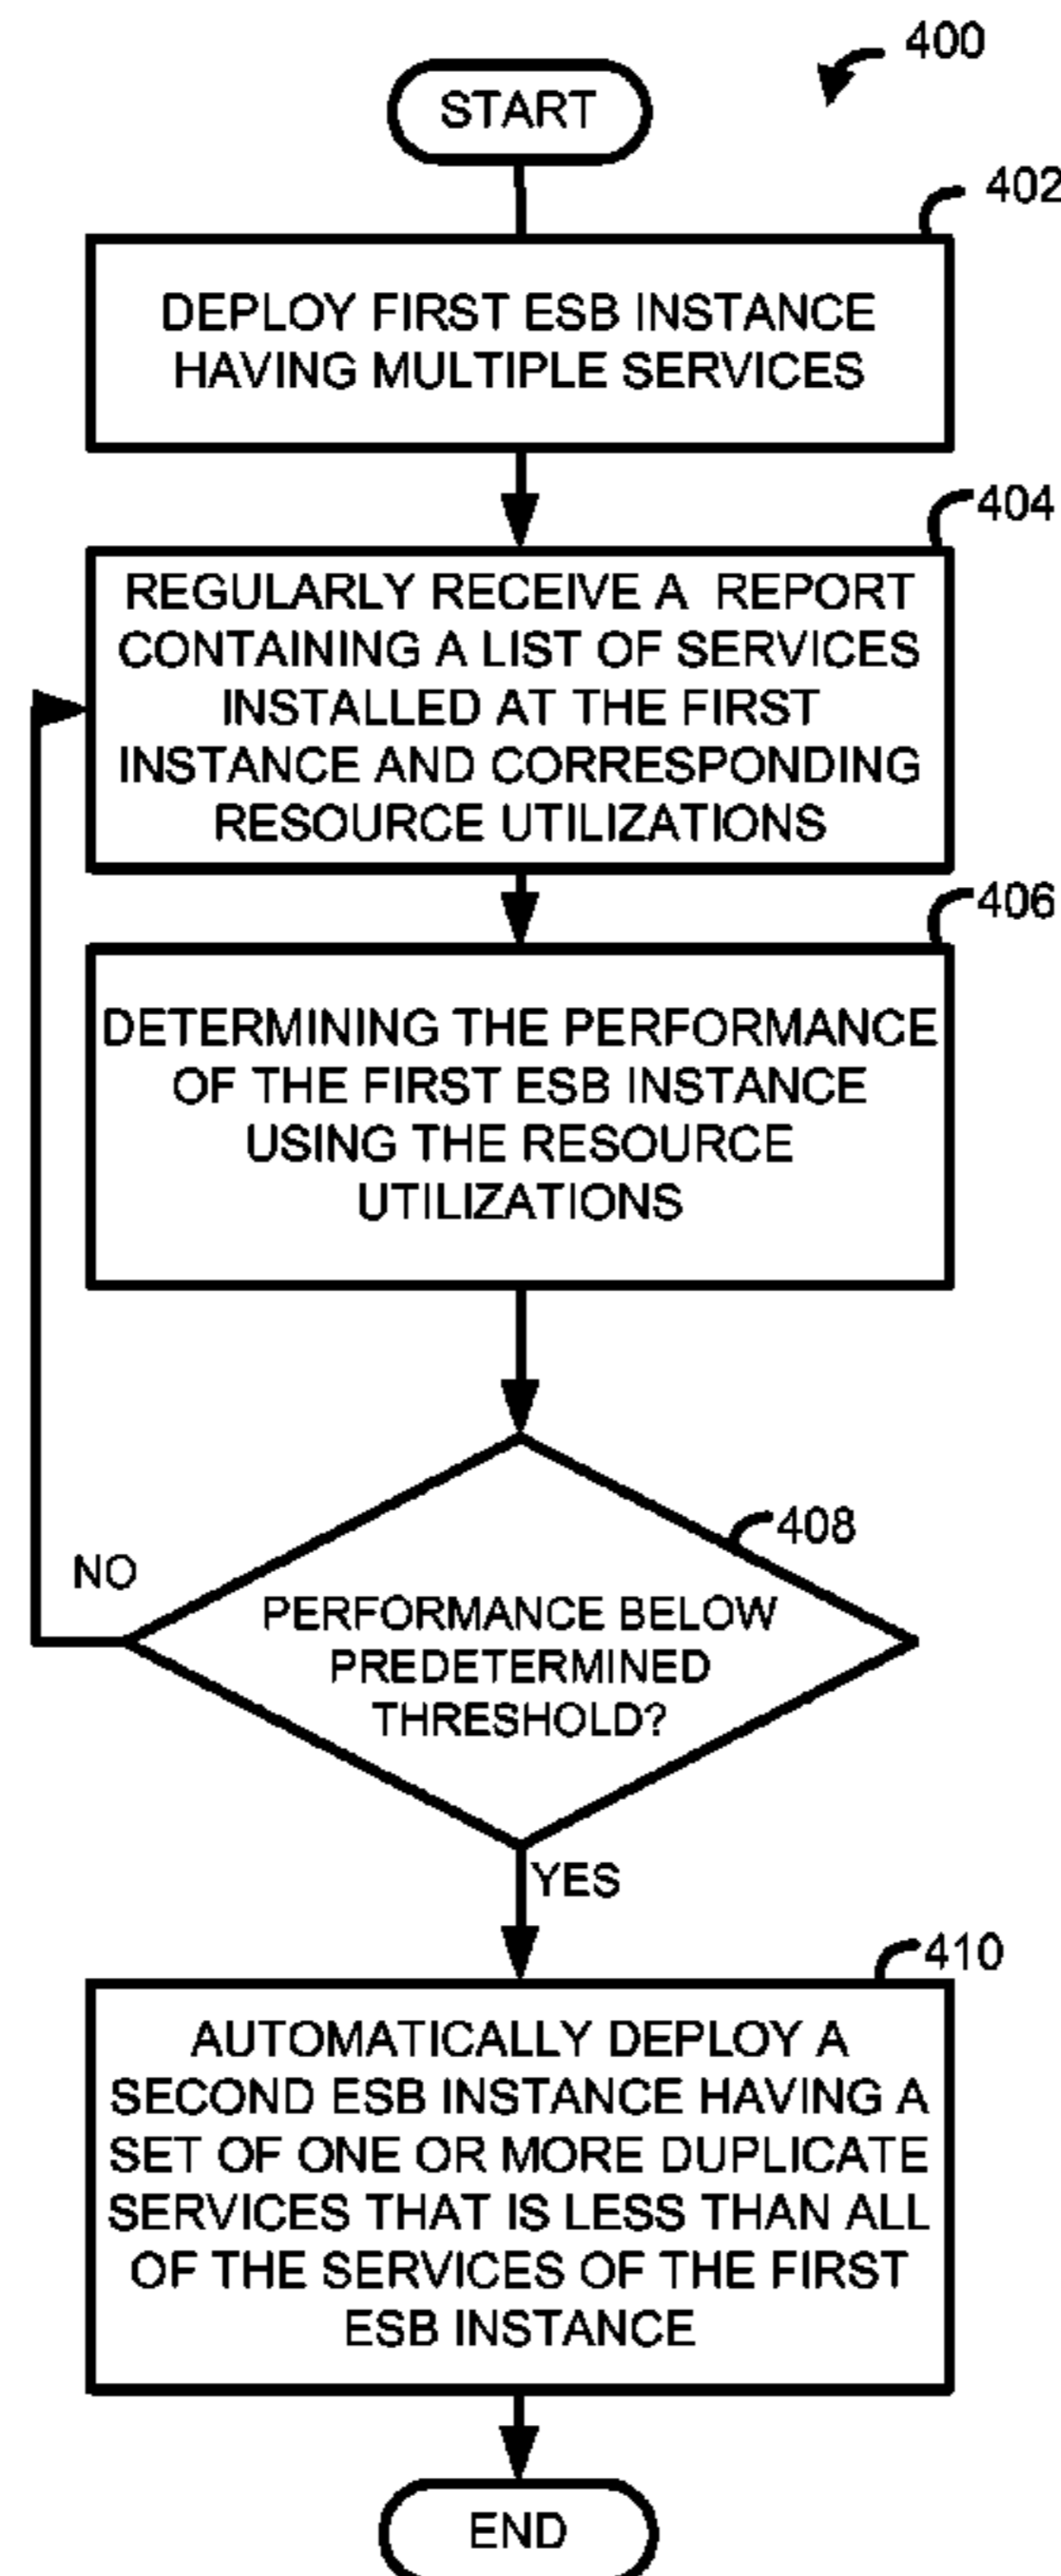 400
START
402
DEPLOY FIRST ESB INSTANCE
HAVING MULTIPLE SERVICES
404
REGULARLY RECEIVE A REPORT
CONTAINING A LIST OF SERVICES
INSTALLED AT THE FIRST
INSTANCE AND CORRESPONDING
RESOURCE UTILIZATIONS
406
DETERMINING THE PERFORMANCE
OF THE FIRST ESB INSTANCE
USING THE RESOURCE
UTILIZATIONS
408
NO
PERFORMANCE BELOW
PREDETERMINED
THRESHOLD?
YES
410
AUTOMATICALLY DEPLOY A
SECOND ESB INSTANCE HAVING A
SET OF ONE OR MORE DUPLICATE
SERVICES THAT IS LESS THAN ALL
OF THE SERVICES OF THE FIRST
ESB INSTANCE
END